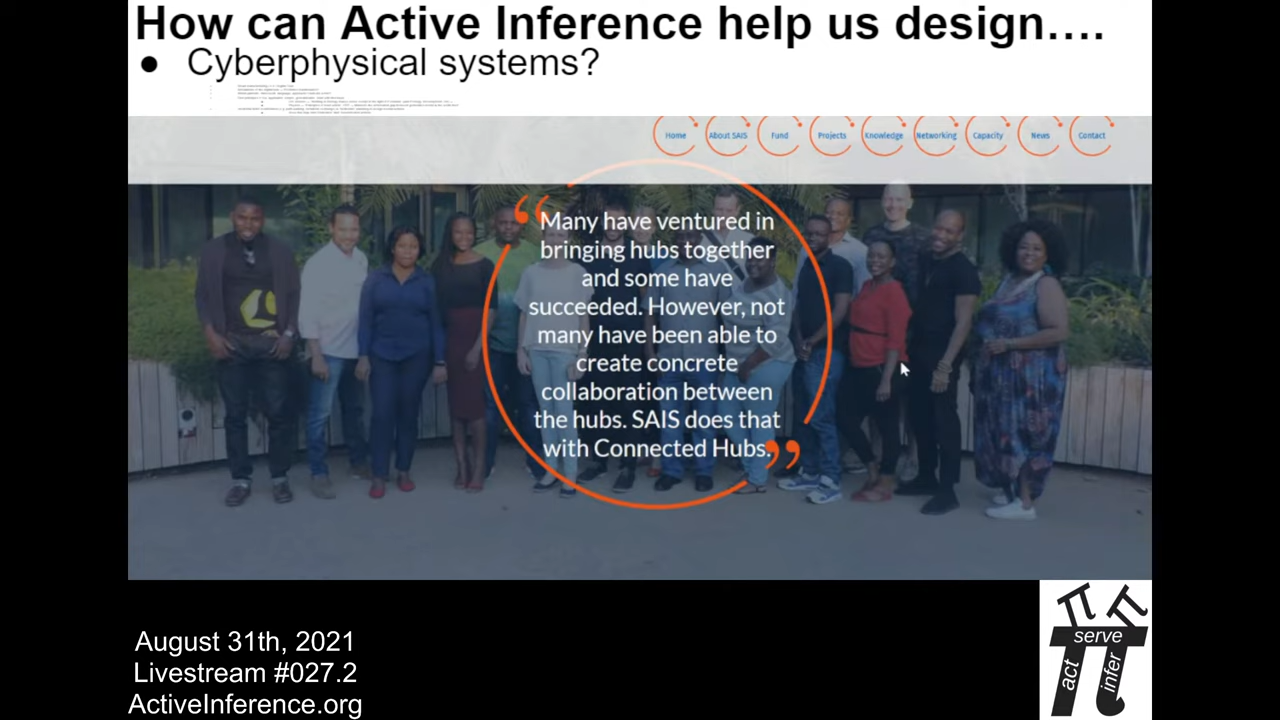 How can Active Inference help us design….
● Cyberphysical systems?
Home About SAIS Fund Projects Knowledge Networking Capacity News Contact
“Many have ventured in
bringing hubs together
and some have
succeeded. However, not
many have been able to
create concrete
collaboration between
the hubs. SAIS does that
with Connected Hubs.”
August 31th, 2021
Livestream #027.2
ActiveInference.org
serve
act
infer